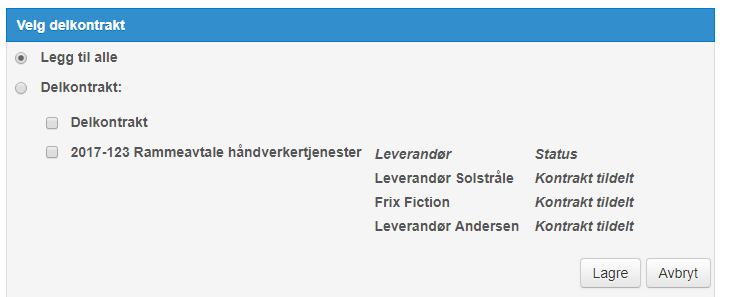 Velg delkontrakt
Legg til alle
Delkontrakt:
Delkontrakt
2017-123 Rammeavtale håndverkertjenester Leverandør Status
Leverandør Solstråle Kontrakt tildelt
Frix Fiction Kontrakt tildelt
Leverandør Andersen Kontrakt tildelt
Lagre Avbryt